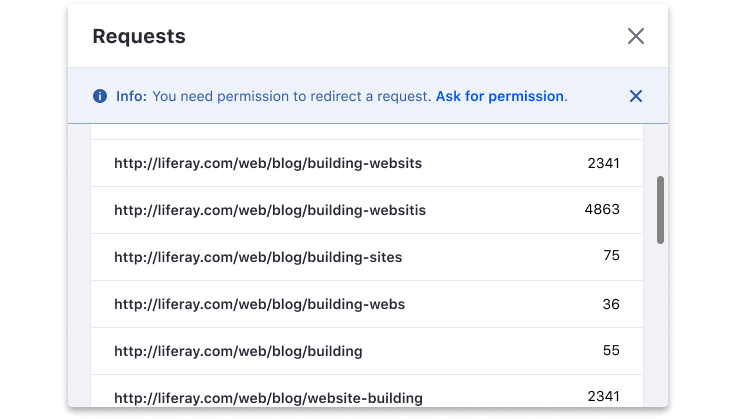 Requests
Info: You need permission to redirect a request. Ask for permission.
http://liferay.com/web/blog/building-websits 2341
http://liferay.com/web/blog/building-websitis 4863
http://liferay.com/web/blog/building-sites 75
http://liferay.com/web/blog/building-webs 36
http://liferay.com/web/blog/building 55
http://liferay.com/web/blog/website-building 2341